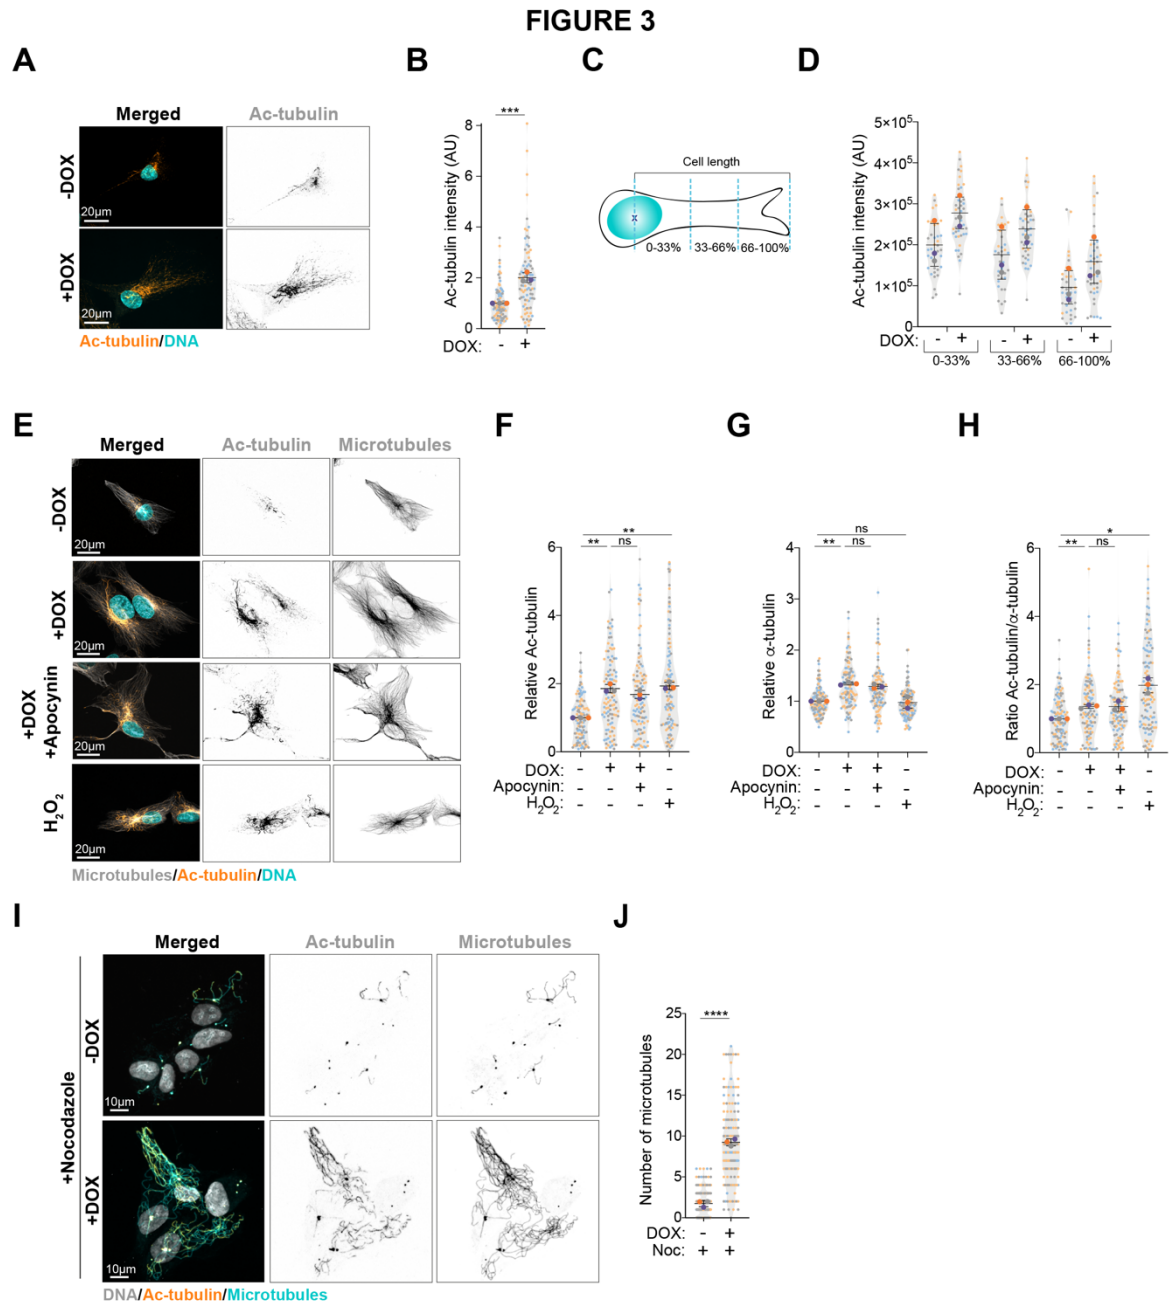 FIGURE 3
A
Merged
Ac-tubulin
-DOX
20µm
+DOX
20µm
Ac-tubulin/DNA
B
***
Ac-tubulin intensity (AU)
8
6
4
2
0
DOX: - +
C
Cell length
x
0-33% 33-66% 66-100%
D
Ac-tubulin intensity (AU)
5×10⁵
4×10⁵
3×10⁵
2×10⁵
1×10⁵
0
DOX: - + - + - +
0-33% 33-66% 66-100%
E
Merged
Ac-tubulin
Microtubules
-DOX
20µm
+DOX
20µm
+DOX
+Apocynin
20µm
H₂O₂
20µm
Microtubules/Ac-tubulin/DNA
F
**
** ns
Relative Ac-tubulin
6
4
2
0
DOX: - + + -
Apocynin: - - + -
H₂O₂: - - - +
G
ns
** ns
Relative α-tubulin
4
3
2
1
0
DOX: - + + -
Apocynin: - - + -
H₂O₂: - - - +
H
*
** ns
Ratio Ac-tubulin/α-tubulin
6
4
2
0
DOX: - + + -
Apocynin: - - + -
H₂O₂: - - - +
I
Merged
Ac-tubulin
Microtubules
+Nocodazole
-DOX
10µm
+DOX
10µm
DNA/Ac-tubulin/Microtubules
J
****
Number of microtubules
25
20
15
10
5
0
DOX: - +
Noc: + +